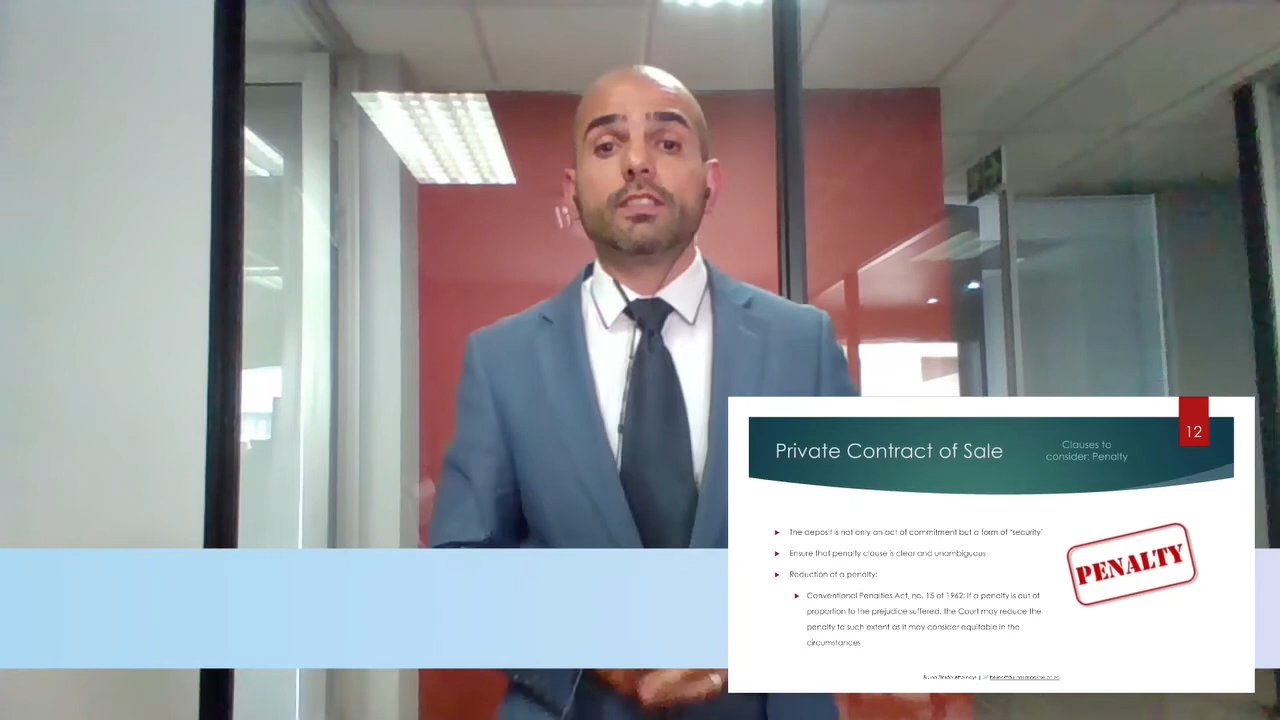 12
Private Contract of Sale
Clauses to
consider: Penalty
The deposit is not only an act of commitment but a form of 'security'
Ensure that penalty clause is clear and unambiguous
Reduction of a penalty:
Conventional Penalties Act, no. 15 of 1962: If a penalty is out of
proportion to the prejudice suffered, the Court may reduce the
penalty to such extent as it may consider equitable in the
circumstances
PENALTY
Attorneys |